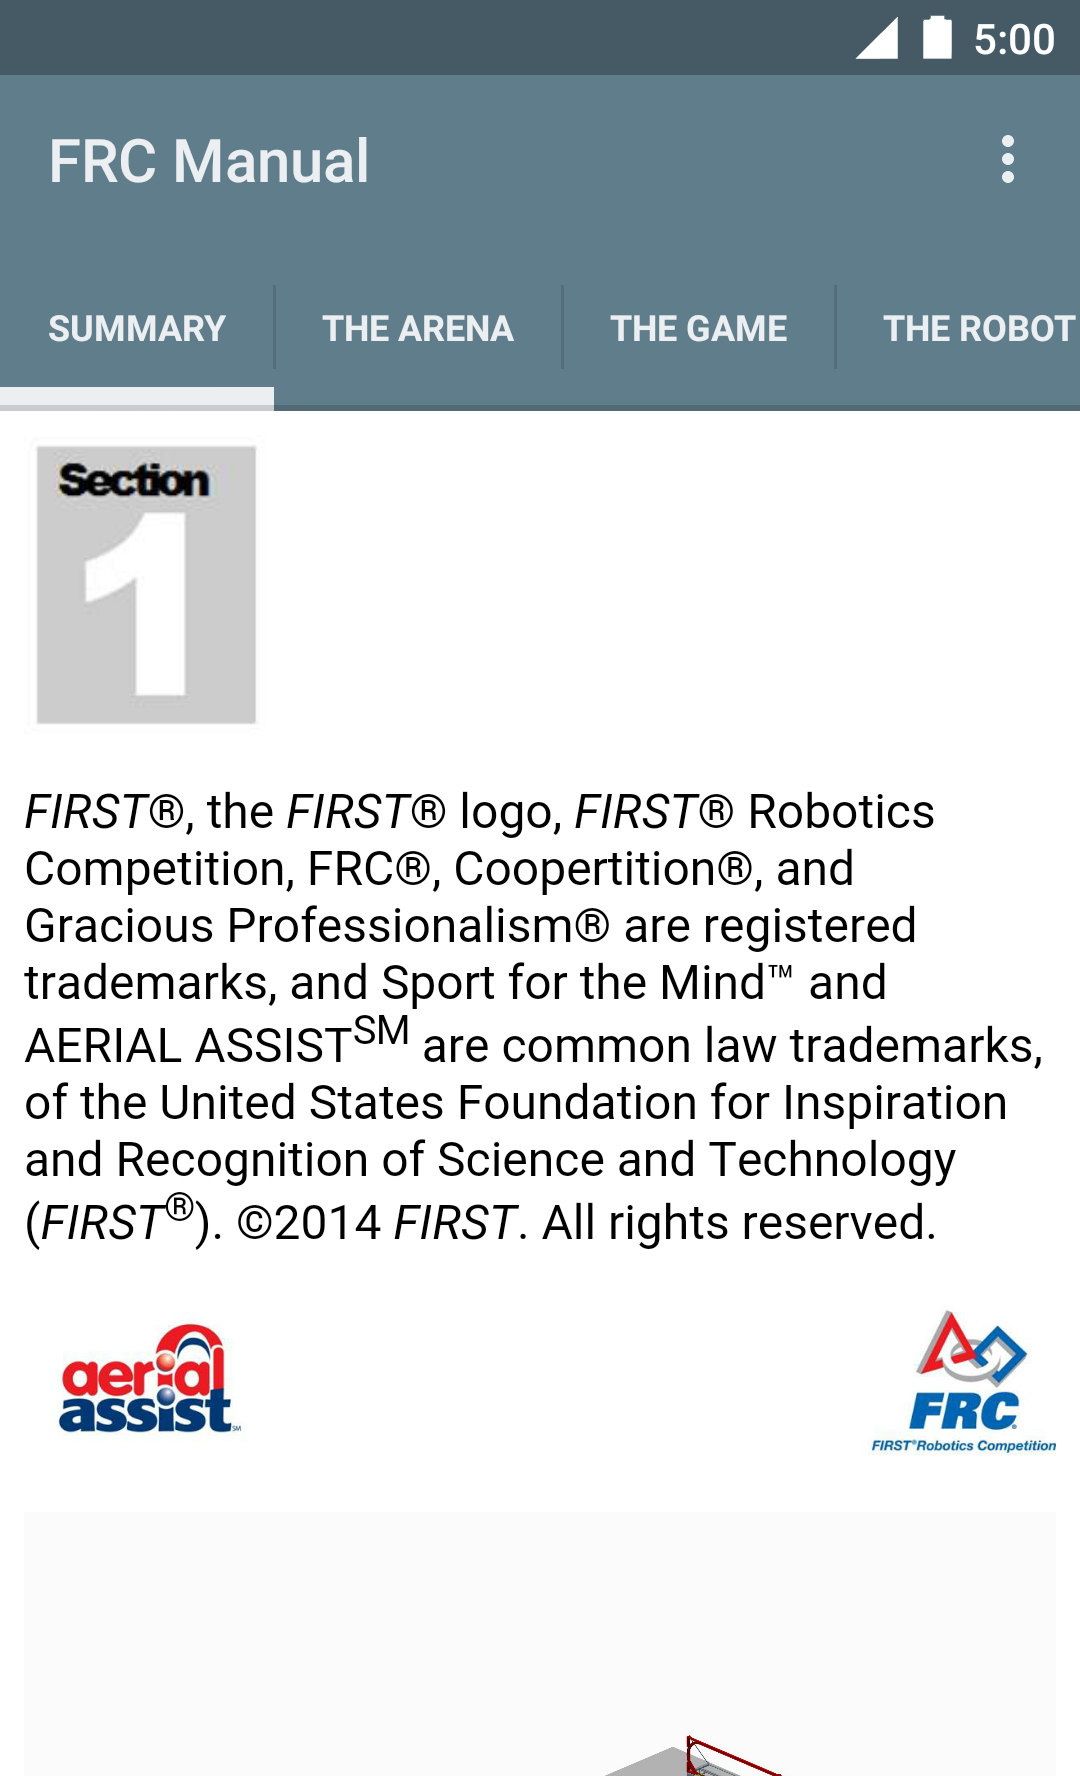 5:00
FRC Manual
SUMMARY THE ARENA THE GAME THE ROBOT
Section
1
FIRST®, the FIRST® logo, FIRST® Robotics
Competition, FRC®, Coopertition®, and
Gracious Professionalism® are registered
trademarks, and Sport for the Mind™ and
AERIAL ASSISTSM are common law trademarks,
of the United States Foundation for Inspiration
and Recognition of Science and Technology
(FIRST®). ©2014 FIRST. All rights reserved.
aerial
assist SM
FRC
FIRST®Robotics Competition